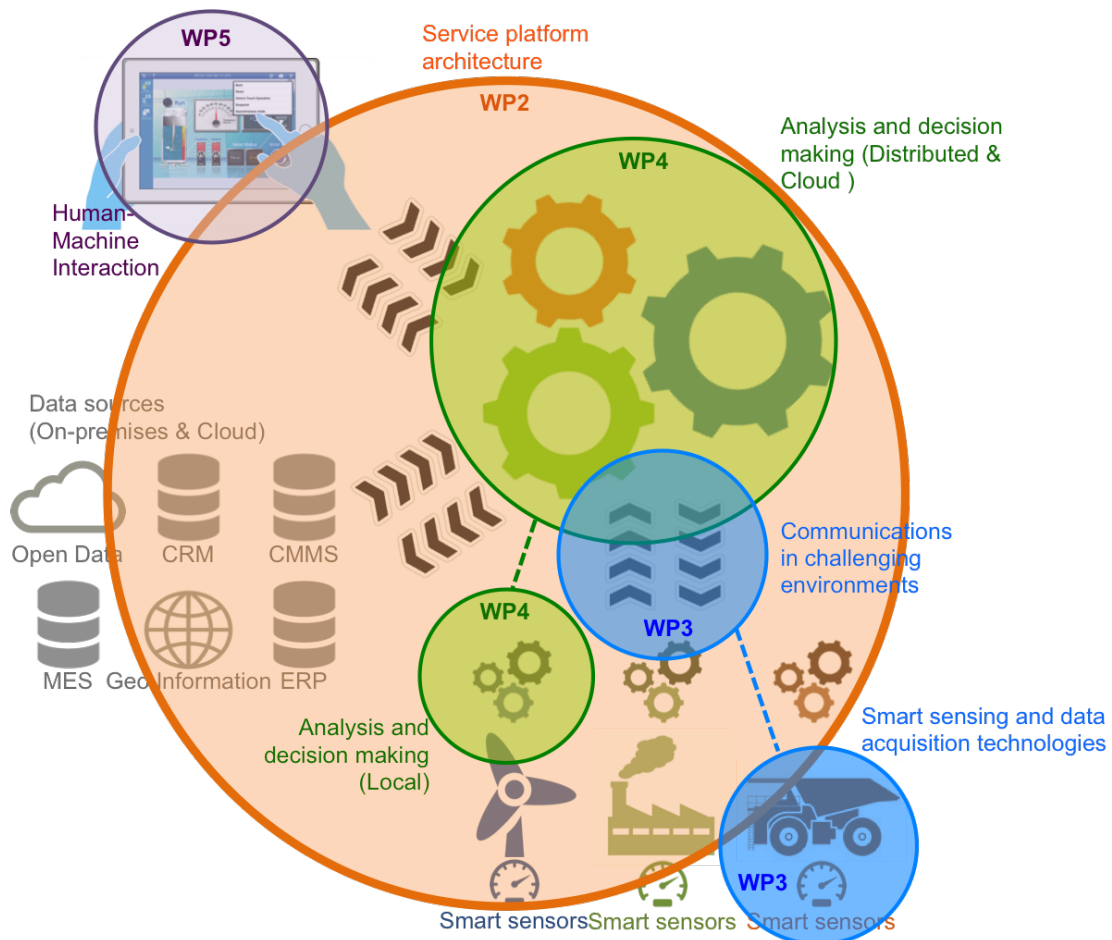 WP5
Service platform
architecture
WP2
Analysis and decision
making (Distributed &
Cloud )
WP4
Human-
Machine
Interaction
Data sources
(On-premises & Cloud)
Open Data
CRM
CMMS
Communications
in challenging
environments
WP4
WP3
MES
Geo Information
ERP
Analysis and
decision making
(Local)
Smart sensing and data
acquisition technologies
WP3
Smart sensors
Smart sensors
Smart sensors